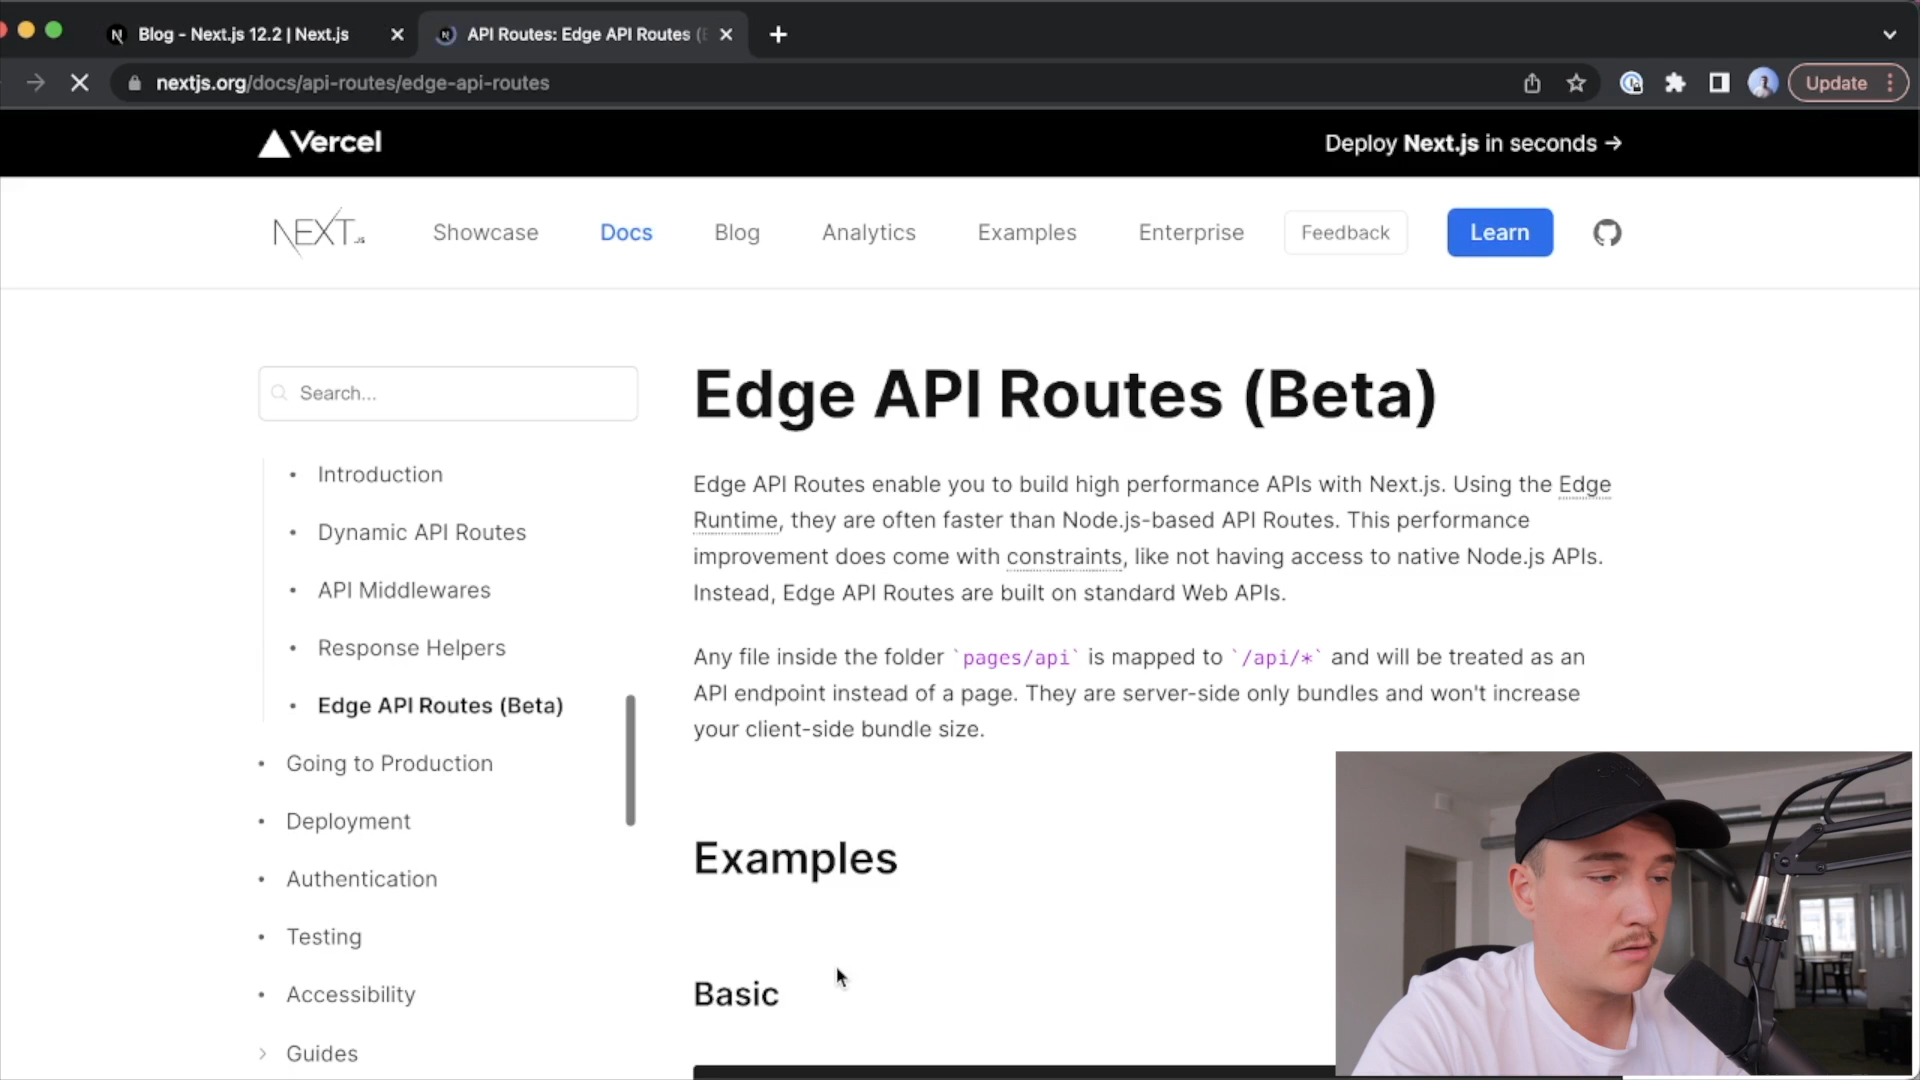 Blog - Next.js 12.2 | Next.js
API Routes: Edge API Routes (
nextjs.org/docs/api-routes/edge-api-routes
Update
Vercel
Deploy Next.js in seconds →
NEXT.JS
Showcase
Docs
Blog
Analytics
Examples
Enterprise
Feedback
Learn
Search...
Introduction
Dynamic API Routes
API Middlewares
Response Helpers
Edge API Routes (Beta)
Going to Production
Deployment
Authentication
Testing
Accessibility
Guides
Edge API Routes (Beta)
Edge API Routes enable you to build high performance APIs with Next.js. Using the Edge
Runtime, they are often faster than Node.js-based API Routes. This performance
improvement does come with constraints, like not having access to native Node.js APIs.
Instead, Edge API Routes are built on standard Web APIs.
Any file inside the folder `pages/api` is mapped to `/api/*` and will be treated as an
API endpoint instead of a page. They are server-side only bundles and won't increase
your client-side bundle size.
Examples
Basic